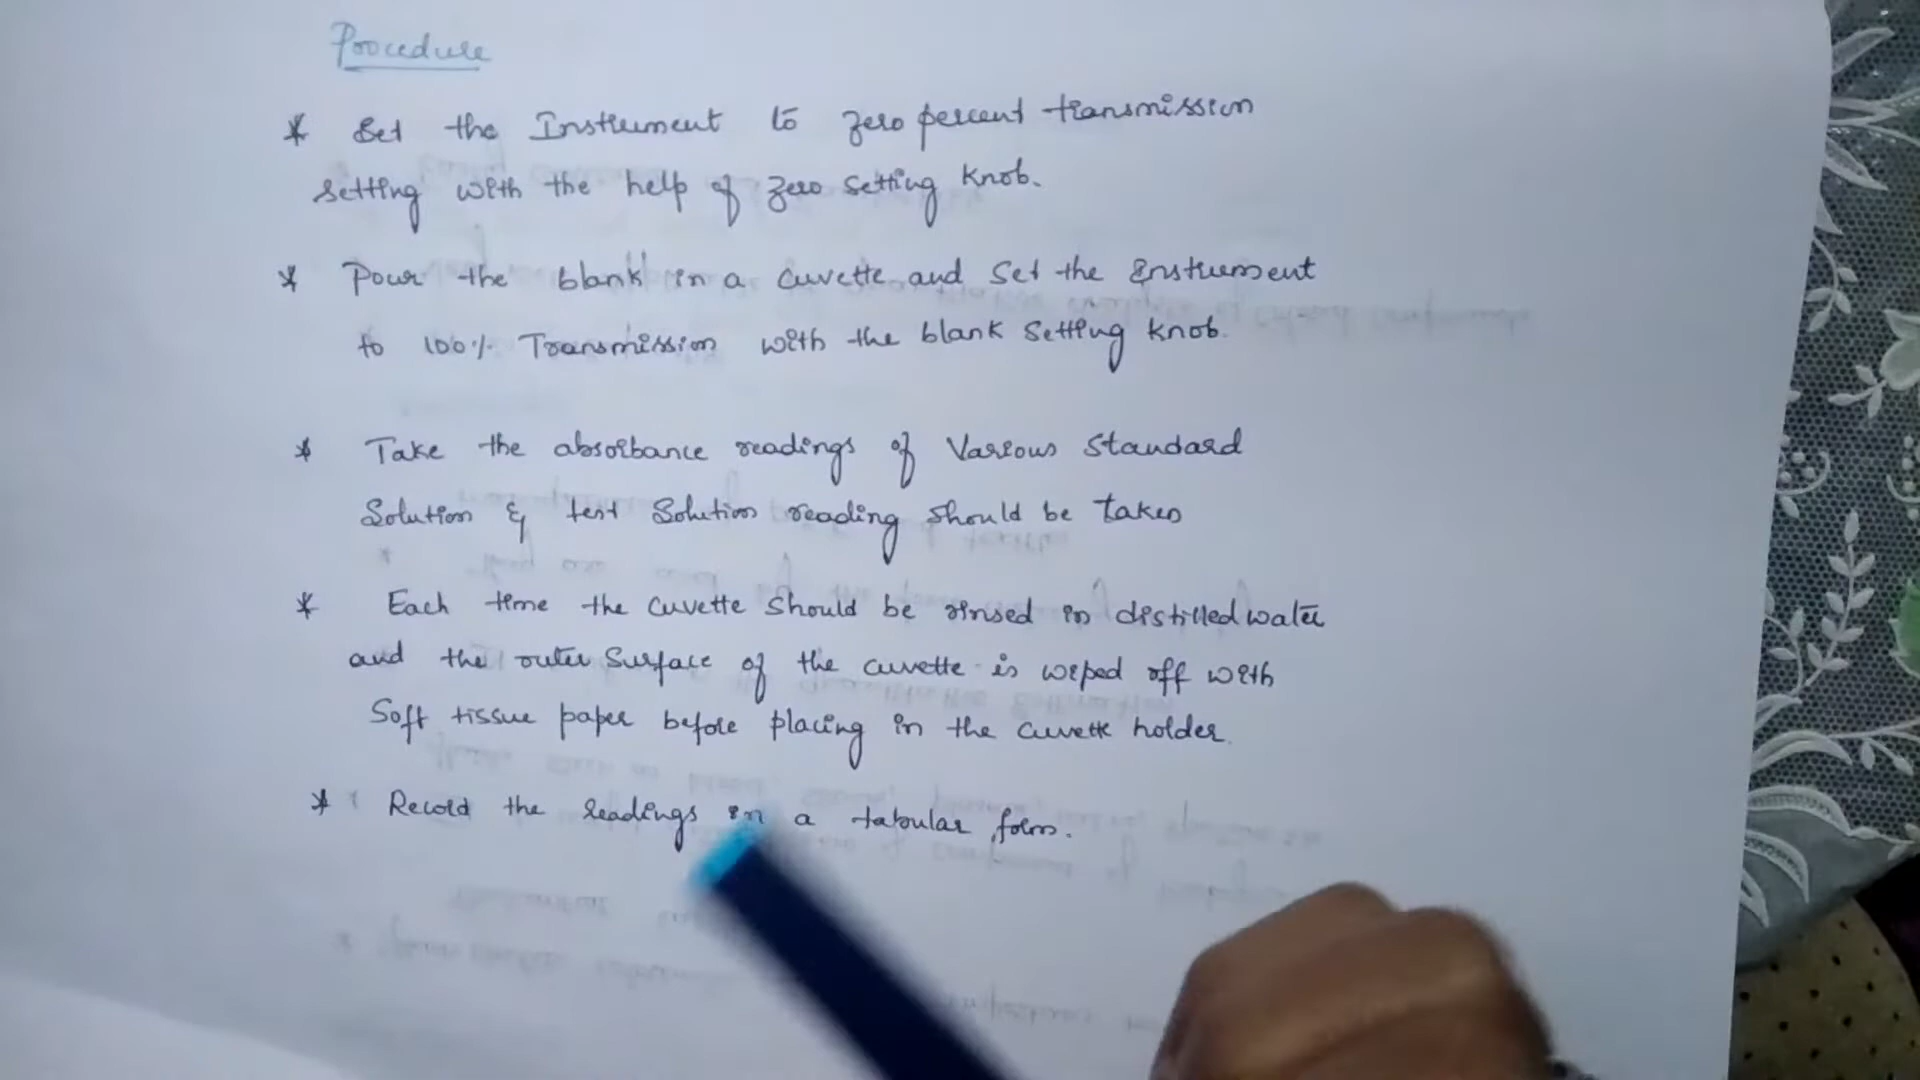 Procedure
* Set the Instrument to zero percent transmission
setting with the help of zero setting knob.
* Pour the blank in a cuvette and set the instrument
to 100% Transmission with the blank setting knob.
* Take the absorbance readings of Various Standard
Solution & test Solution reading should be taken
* Each time the cuvette should be rinsed in distilled water
and the outer surface of the cuvette is wiped off with
Soft tissue paper before placing in the cuvette holder.
* Record the readings in a tabular form.